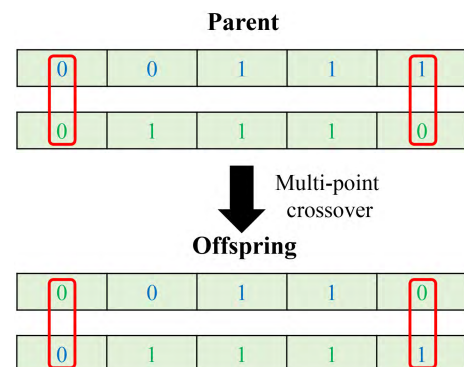 Parent
0 0 1 1 1
0 1 1 1 0
Multi-point
crossover
Offspring
0 0 1 1 0
0 1 1 1 1